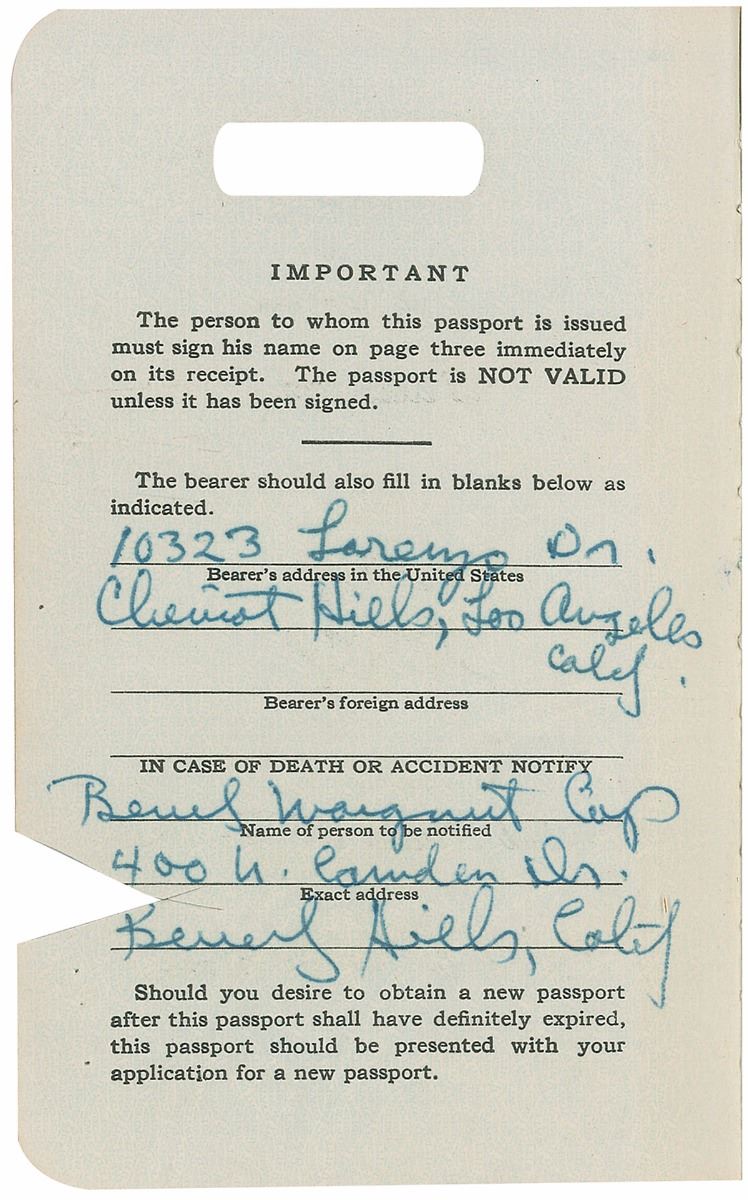 IMPORTANT
The person to whom this passport is issued
must sign his name on page three immediately
on its receipt. The passport is NOT VALID
unless it has been signed.
The bearer should also fill in blanks below as
indicated.
10323 Lorenzo Dr.
Bearer's address in the United States
Cheviot Hills, Los Angeles
Calif.
Bearer's foreign address
IN CASE OF DEATH OR ACCIDENT NOTIFY
Name of person to be notified
400 N. Camden Dr.
Exact address
Beverly Hills, Calif
Should you desire to obtain a new passport
after this passport shall have definitely expired,
this passport should be presented with your
application for a new passport.